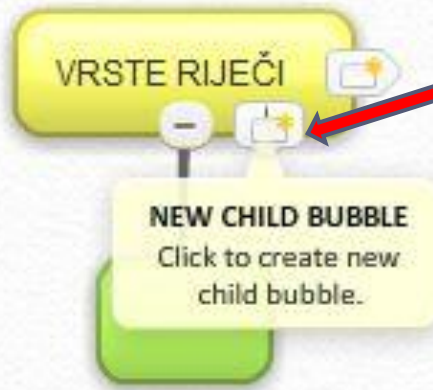 VRSTE RIJEČI
NEW CHILD BUBBLE
Click to create new
child bubble.